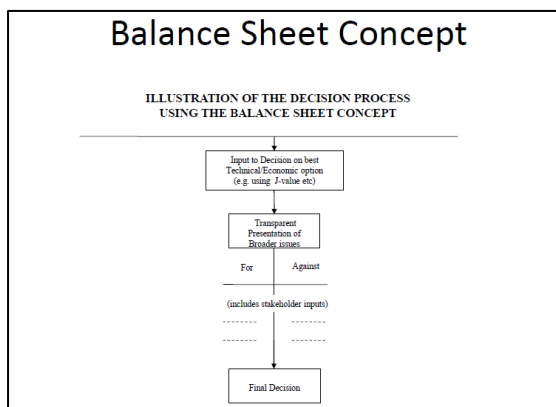 Balance Sheet Concept
ILLUSTRATION OF THE DECISION PROCESS
USING THE BALANCE SHEET CONCEPT
Input to Decision on best
Technical/Economic option
(e.g. using J-value etc)
Transparent
Presentation of
Broader issues
For Against
(includes stakeholder inputs)
Final Decision